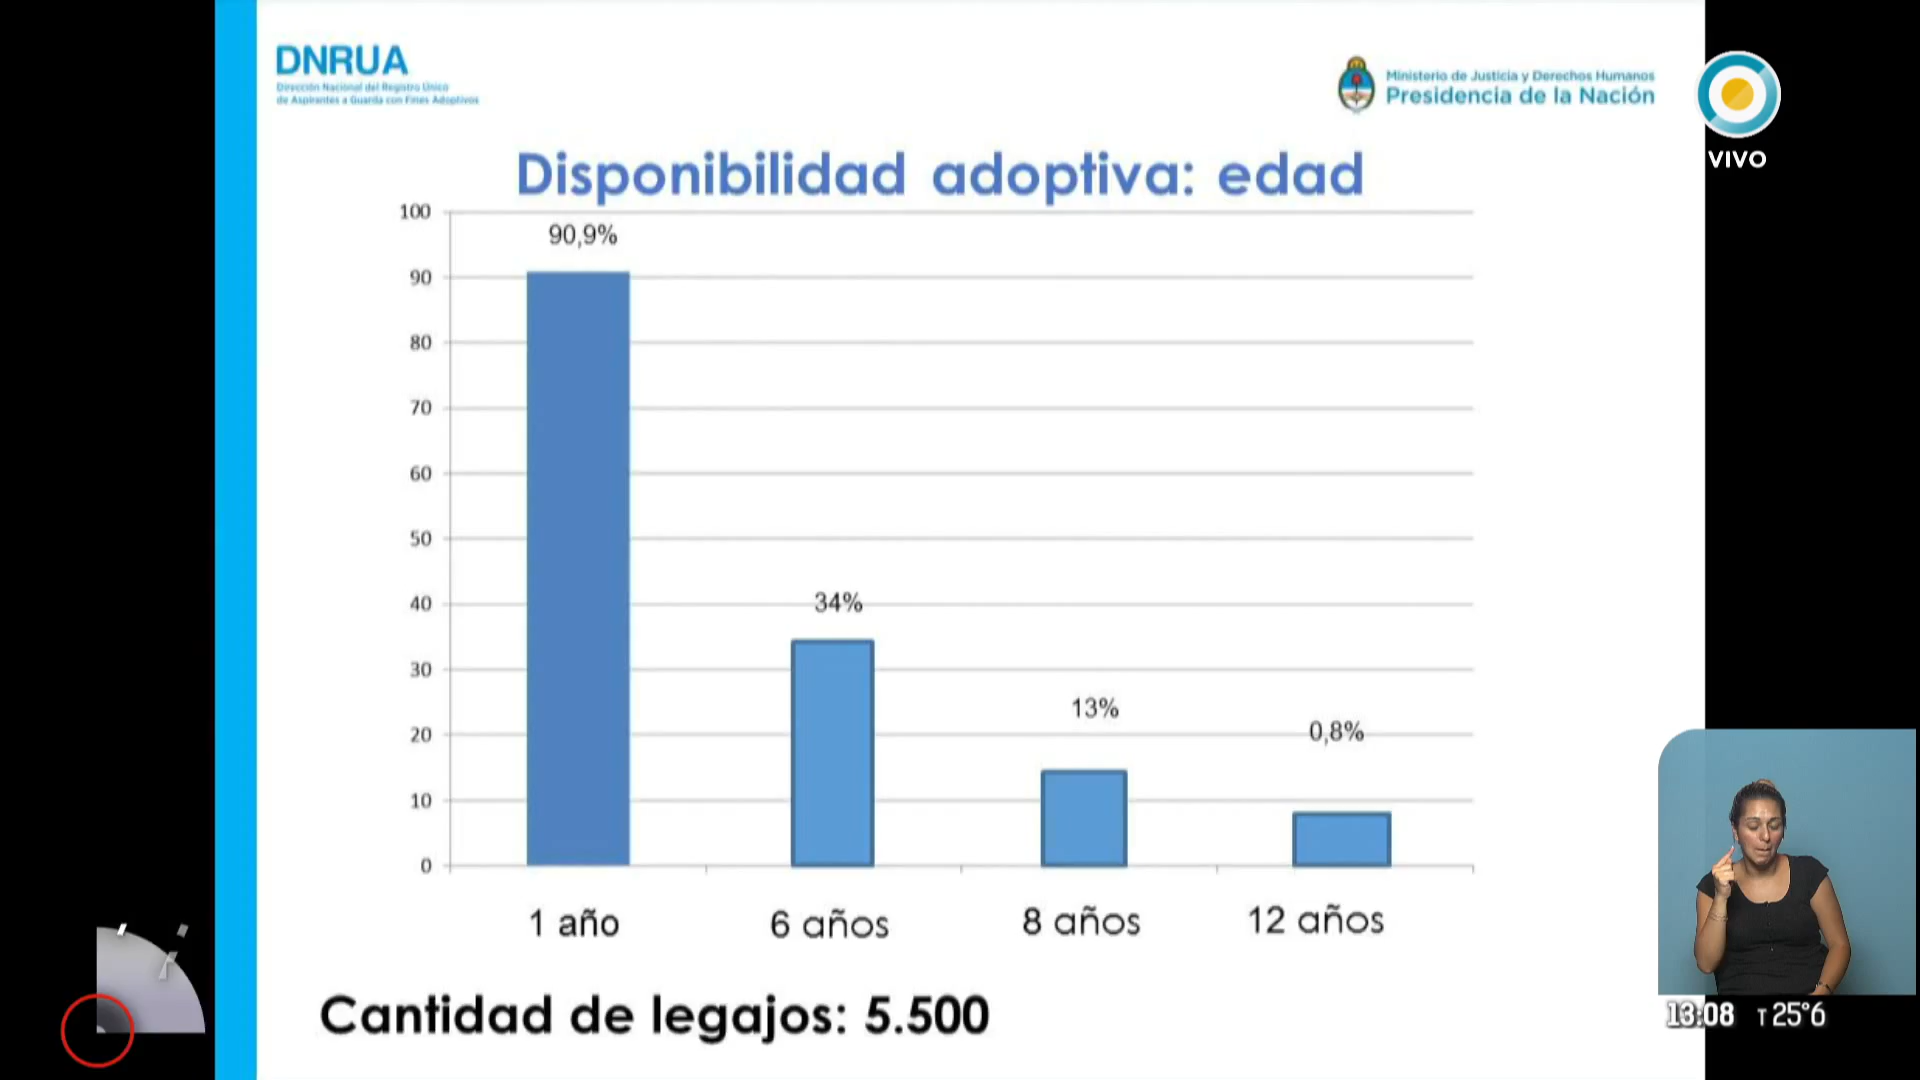 DNRUA
Dirección Nacional del Registro Único
de Aspirantes a Guarda con Fines Adoptivos
Ministerio de Justicia y Derechos Humanos
Presidencia de la Nación
VIVO
Disponibilidad adoptiva: edad
100
90
80
70
60
50
40
30
20
10
0
90,9%
34%
13%
0,8%
1 año
6 años
8 años
12 años
Cantidad de legajos: 5.500
13:08 T 25°6